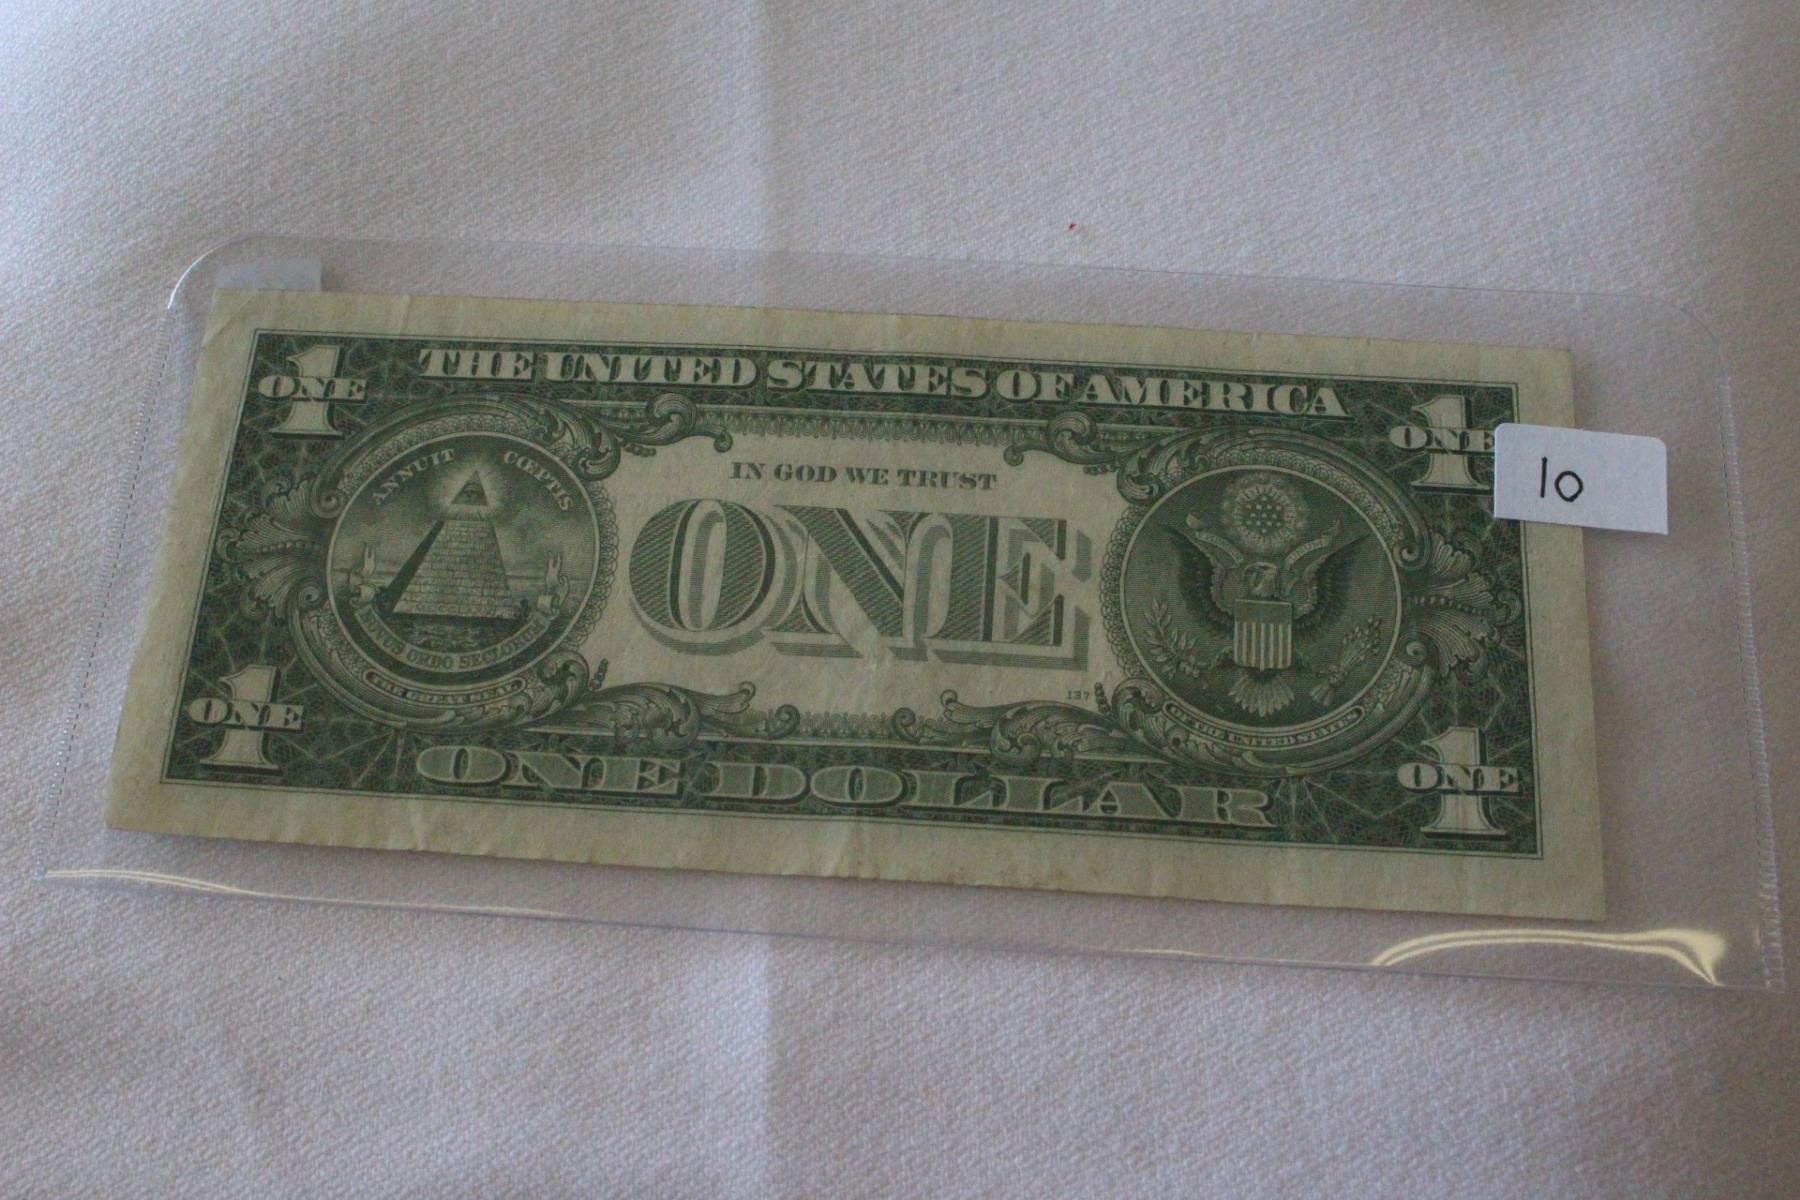 THE UNITED STATES OF AMERICA
1
ONE
1
ONE
ANNUIT CŒPTIS
IN GOD WE TRUST
10
ONE
NOVUS ORDO SECLORUM
THE GREAT SEAL
137
OF THE UNITED STATES
1
ONE
1
ONE
ONE DOLLAR